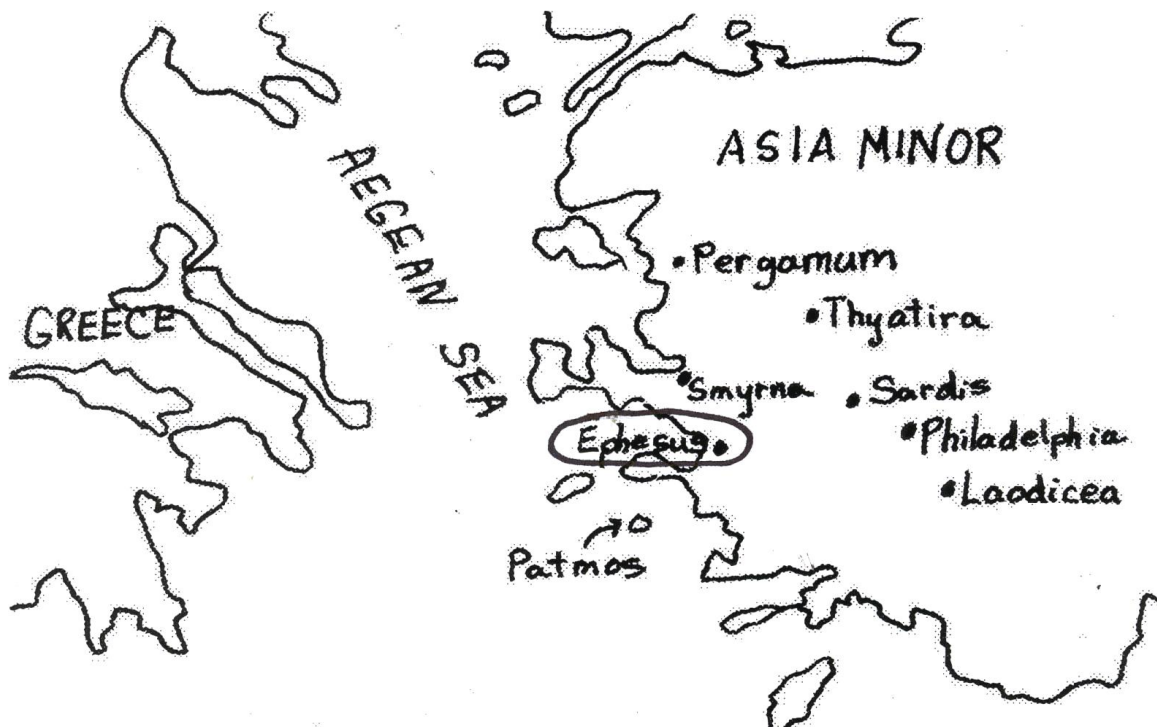 ASIA MINOR
AEGEAN SEA
Pergamum
Thyatira
GREECE
Smyrna
Sardis
Ephesus
Philadelphia
Laodicea
Patmos